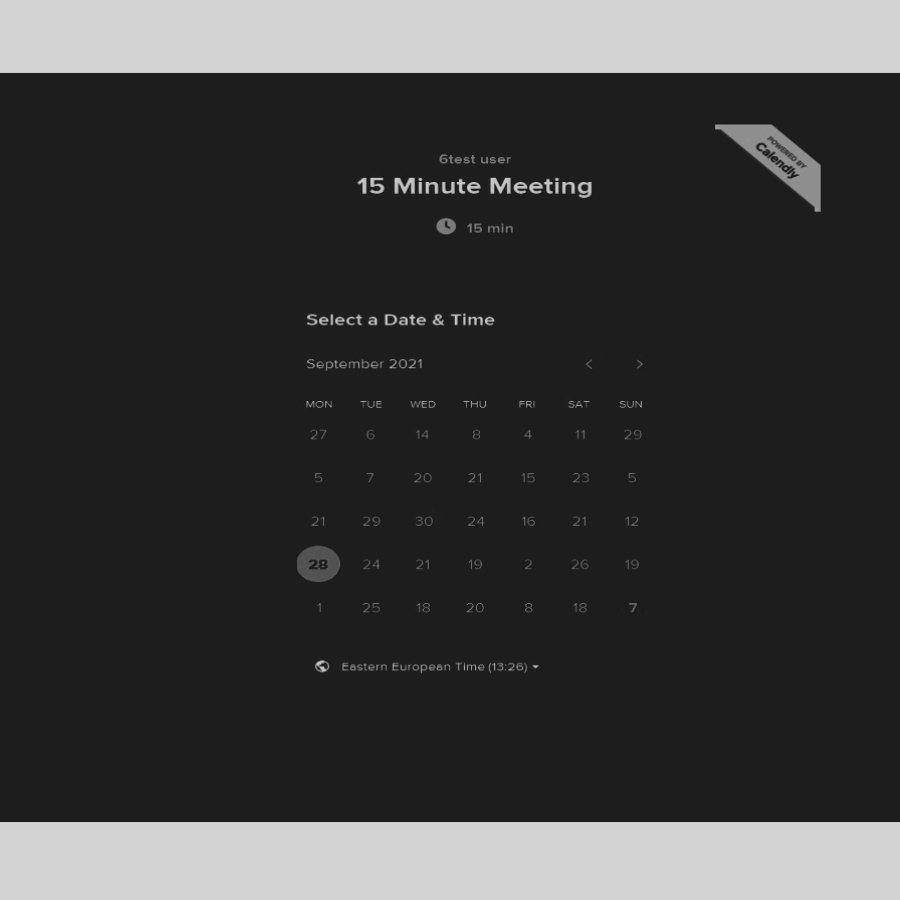 POWERED BY
Calendly
6test user
15 Minute Meeting
15 min
Select a Date & Time
September 2021 < >
MON TUE WED THU FRI SAT SUN
27 6 14 8 4 11 29
5 7 20 21 15 23 5
21 29 30 24 16 21 12
28 24 21 19 2 26 19
1 25 18 20 8 18 7
Eastern European Time (13:26)